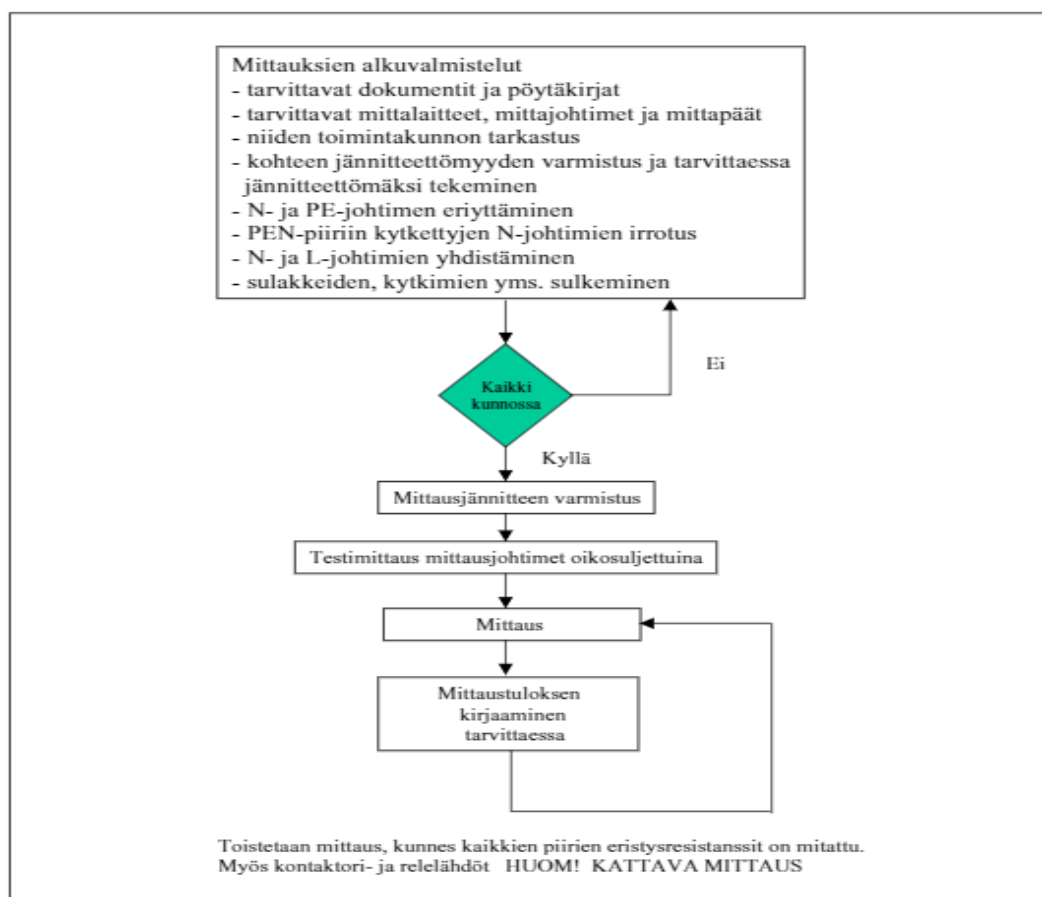 Mittauksien alkuvalmistelut
- tarvittavat dokumentit ja pöytäkirjat
- tarvittavat mittalaitteet, mittajohtimet ja mittapäät
- niiden toimintakunnon tarkastus
- kohteen jännitteettömyyden varmistus ja tarvittaessa
jännitteettömäksi tekeminen
- N- ja PE-johtimen eriyttäminen
- PEN-piiriin kytkettyjen N-johtimien irrotus
- N- ja L-johtimien yhdistäminen
- sulakkeiden, kytkimien yms. sulkeminen
Ei
Kaikki
kunnossa
Kyllä
Mittausjännitteen varmistus
Testimittaus mittausjohtimet oikosuljettuina
Mittaus
Mittaustuloksen
kirjaaminen
tarvittaessa
Toistetaan mittaus, kunnes kaikkien piirien eristysresistanssit on mitattu.
Myös kontaktori- ja relelähdöt HUOM! KATTAVA MITTAUS